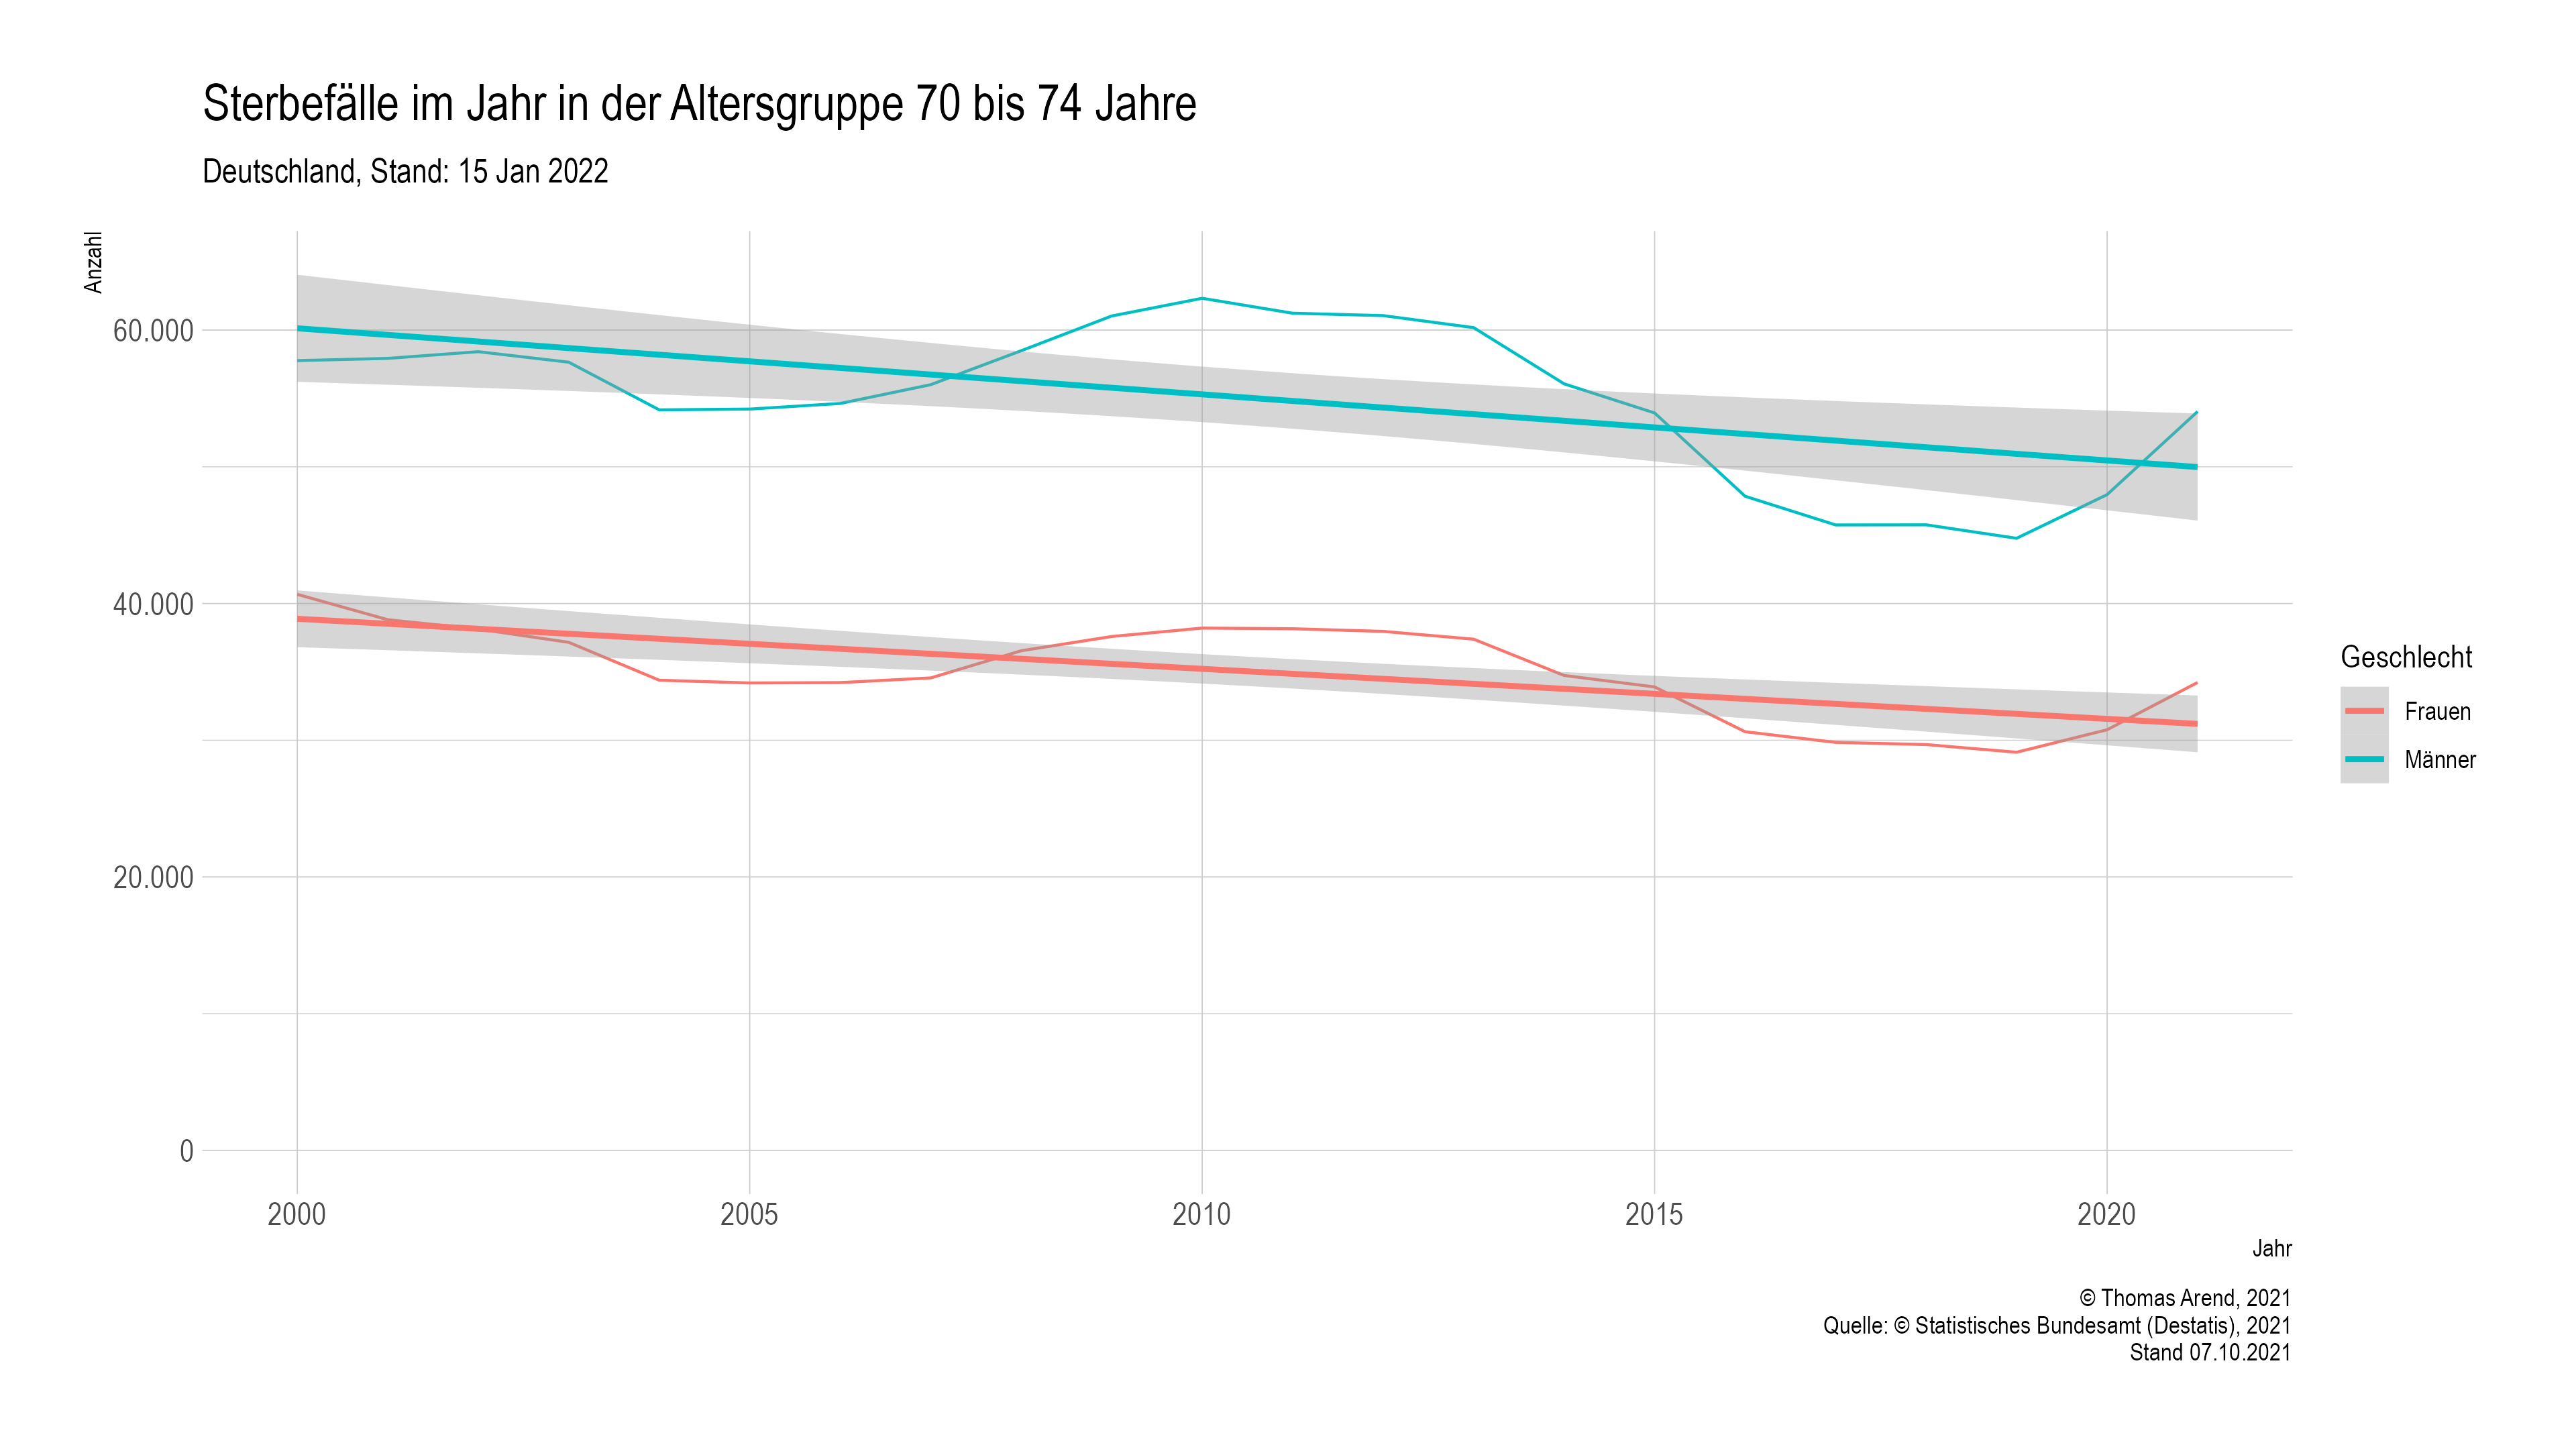 Sterbefälle im Jahr in der Altersgruppe 70 bis 74 Jahre
Deutschland, Stand: 15 Jan 2022
Anzahl
60.000
40.000
20.000
0
2000
2005
2010
2015
2020
Jahr
Geschlecht
Frauen
Männer
© Thomas Arend, 2021
Quelle: © Statistisches Bundesamt (Destatis), 2021
Stand 07.10.2021